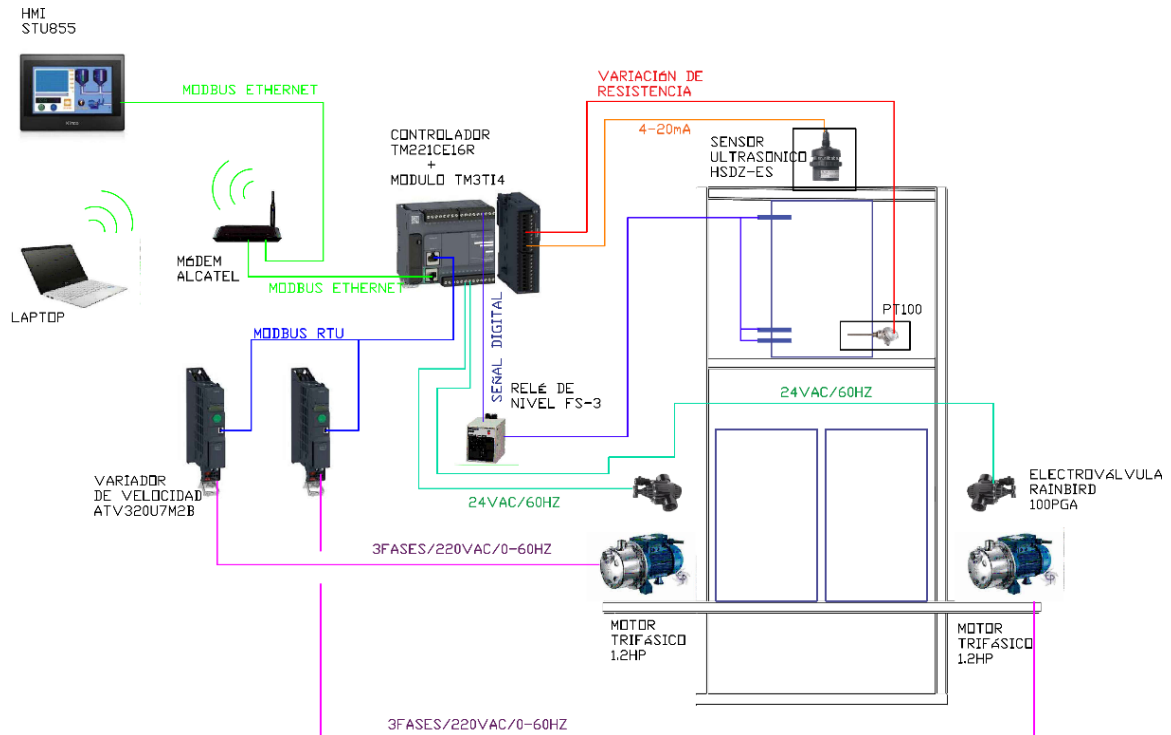 HMI
STU855
MODBUS ETHERNET
VARIACIóN DE
RESISTENCIA
4-20mA
CONTROLADOR
TM221CE16R
+
MODULO TM3TI4
SENSOR
ULTRASONICO
HSDZ-ES
MóDEM
ALCATEL
MODBUS ETHERNET
LAPTOP
PT100
MODBUS RTU
SEÑAL DIGITAL
RELé DE
NIVEL FS-3
24VAC/60HZ
VARIADOR
DE VELOCIDAD
ATV320U7M2B
24VAC/60HZ
ELECTROVáLVULA
RAINBIRD
100PGA
3FASES/220VAC/0-60HZ
MOTOR
TRIFáSICO
1.2HP
MOTOR
TRIFáSICO
1.2HP
3FASES/220VAC/0-60HZ